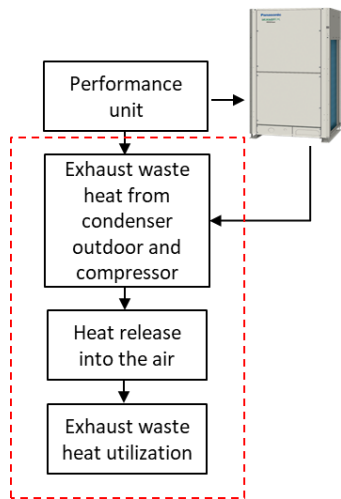 Panasonic
Performance
unit
Exhaust waste
heat from
condenser
outdoor and
compressor
Heat release
into the air
Exhaust waste
heat utilization